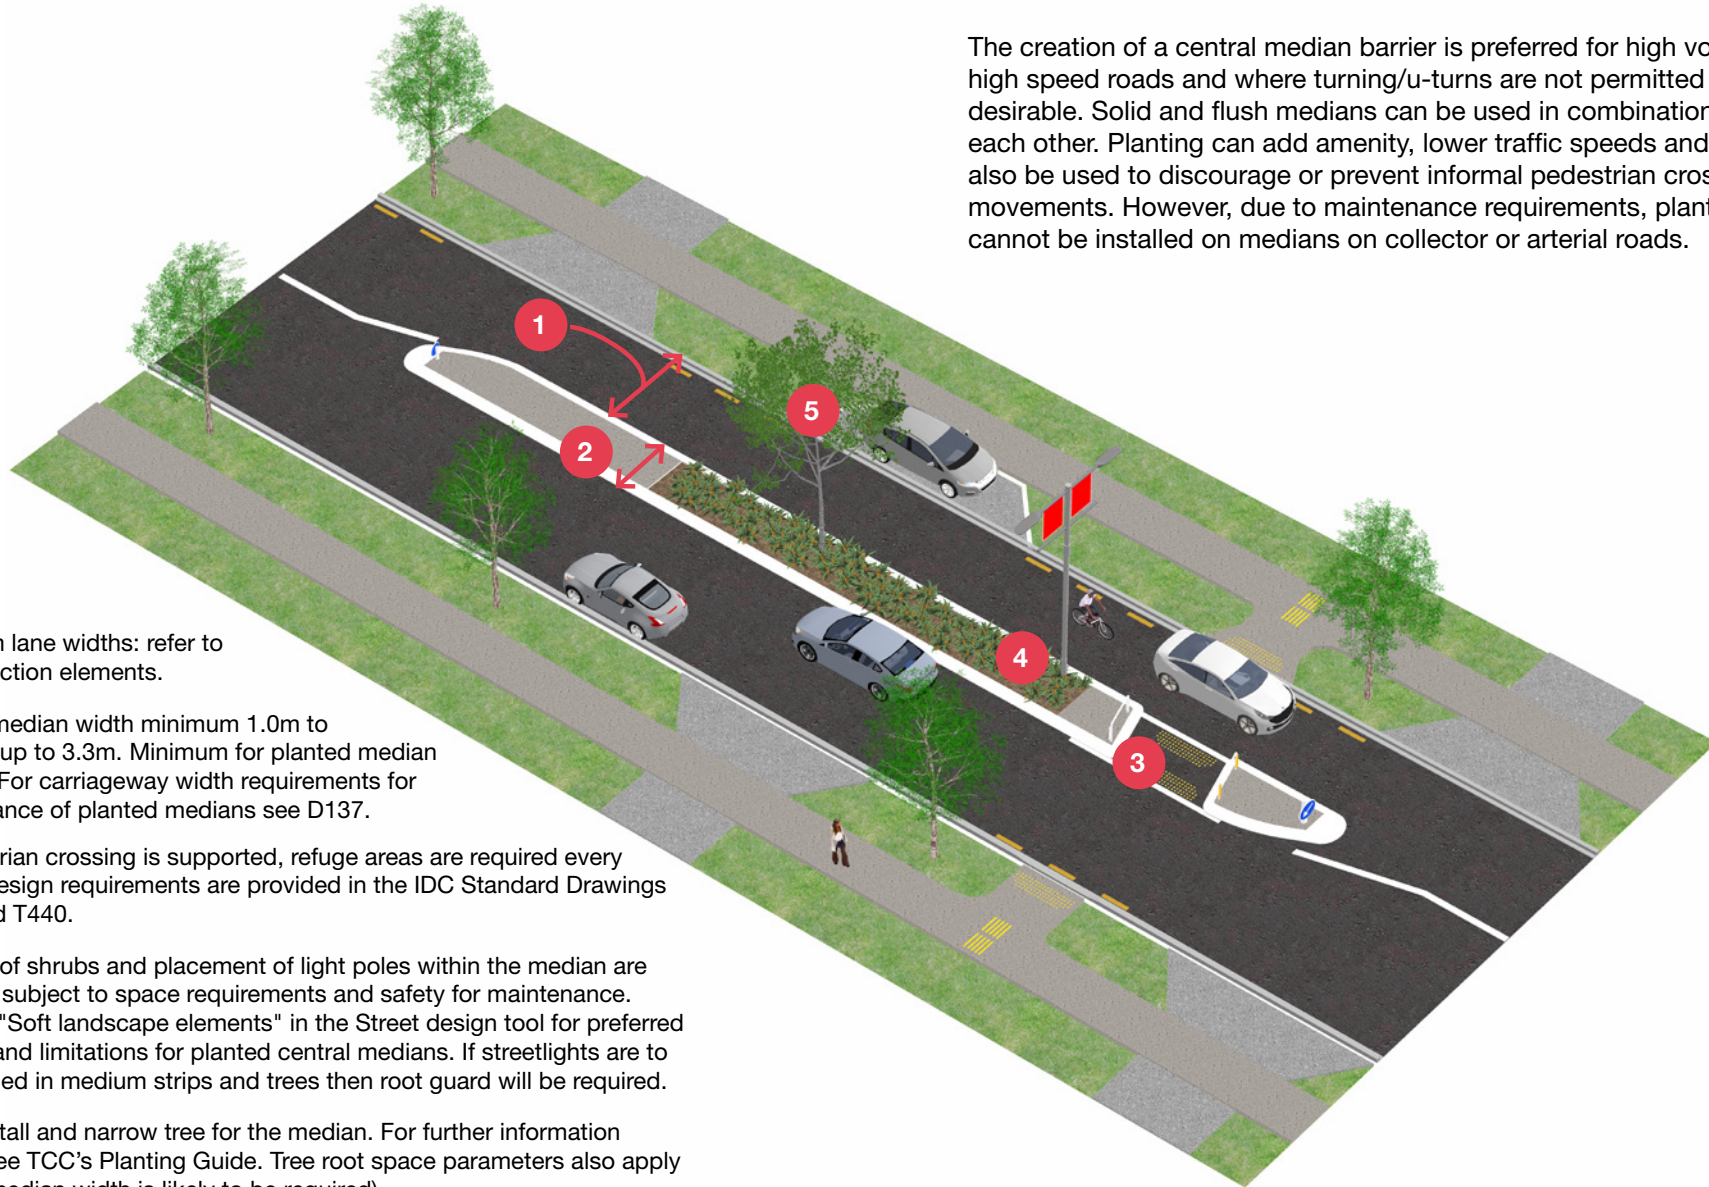 The creation of a central median barrier is preferred for high
high speed roads and where turning/u-turns are not permitted
desirable. Solid and flush medians can be used in combination
each other. Planting can add amenity, lower traffic speeds and
also be used to discourage or prevent informal pedestrian
movements. However, due to maintenance requirements,
cannot be installed on medians on collector or arterial roads.
1
5
2
4
3
lane widths: refer to
elements.
median width minimum 1.0m to
up to 3.3m. Minimum for planted median
For carriageway width requirements for
of planted medians see D137.
crossing is supported, refuge areas are required every
design requirements are provided in the IDC Standard Drawings
T440.
of shrubs and placement of light poles within the median are
subject to space requirements and safety for maintenance.
"Soft landscape elements" in the Street design tool for preferred
and limitations for planted central medians. If streetlights are to
in medium strips and trees then root guard will be required.
tall and narrow tree for the median. For further information
see TCC's Planting Guide. Tree root space parameters also apply
median width is likely to be required)